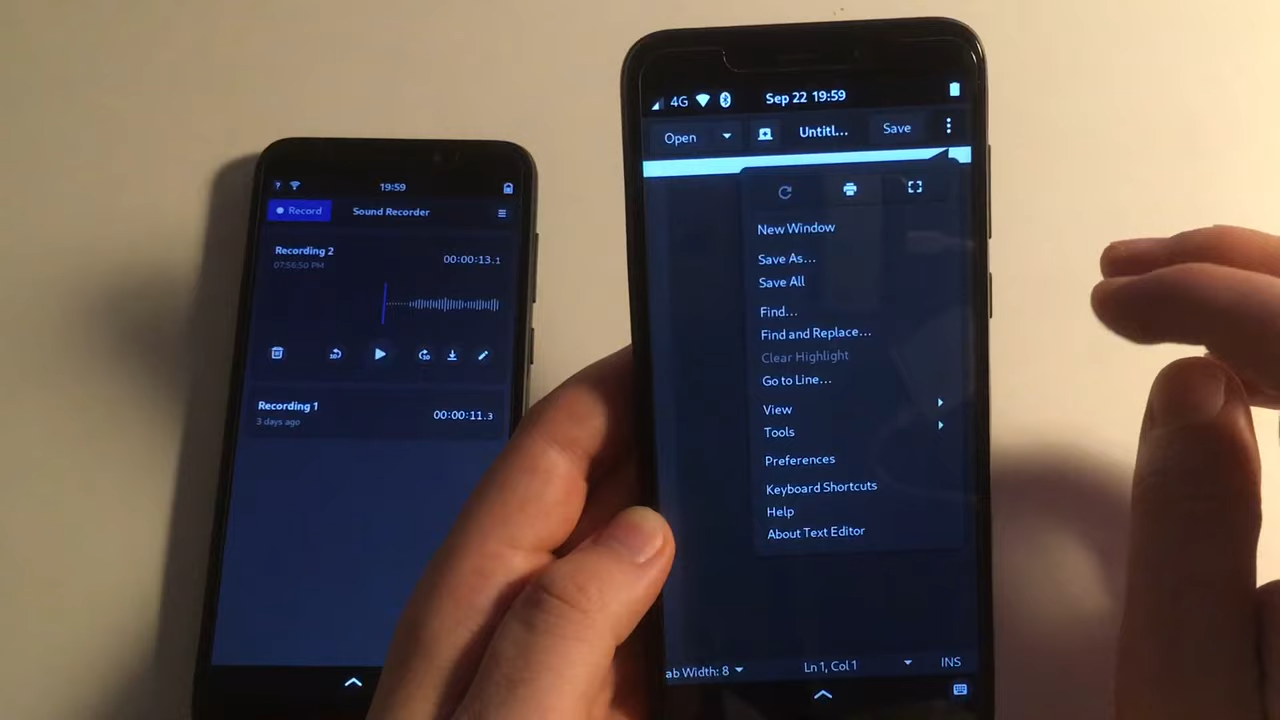 19:59
Record
Sound Recorder
Recording 2
07:56:50 PM
00:00:13.1
10
10
Recording 1
3 days ago
00:00:11.3
4G
Sep 22 19:59
Open
Untitl...
Save
New Window
Save As...
Save All
Find...
Find and Replace...
Clear Highlight
Go to Line...
View
Tools
Preferences
Keyboard Shortcuts
Help
About Text Editor
ab Width: 8
Ln 1, Col 1
INS